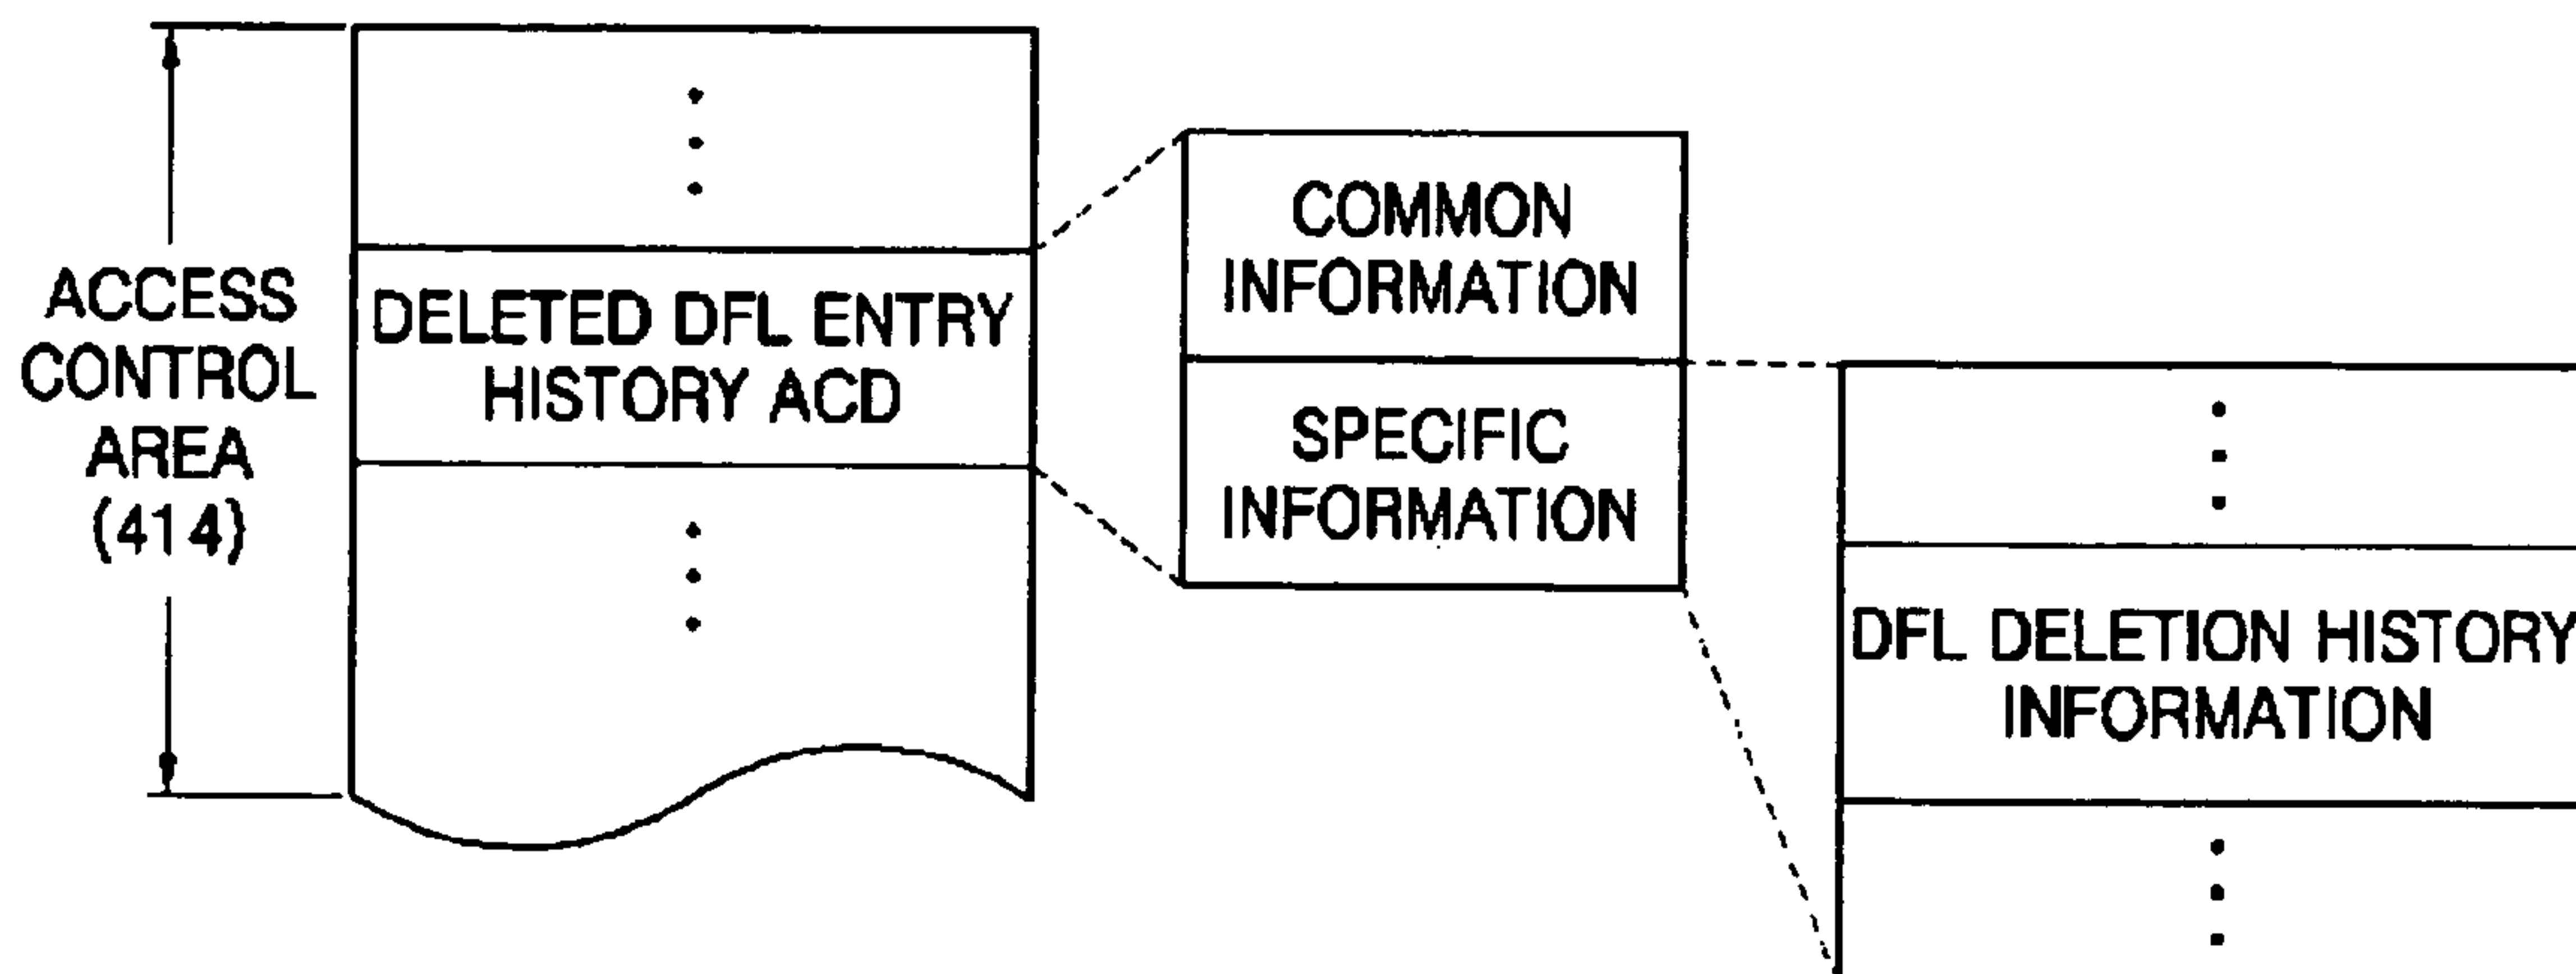 ACCESS
CONTROL
AREA
(414)
DELETED DFL ENTRY
HISTORY ACD
COMMON
INFORMATION
SPECIFIC
INFORMATION
DFL DELETION HISTORY
INFORMATION